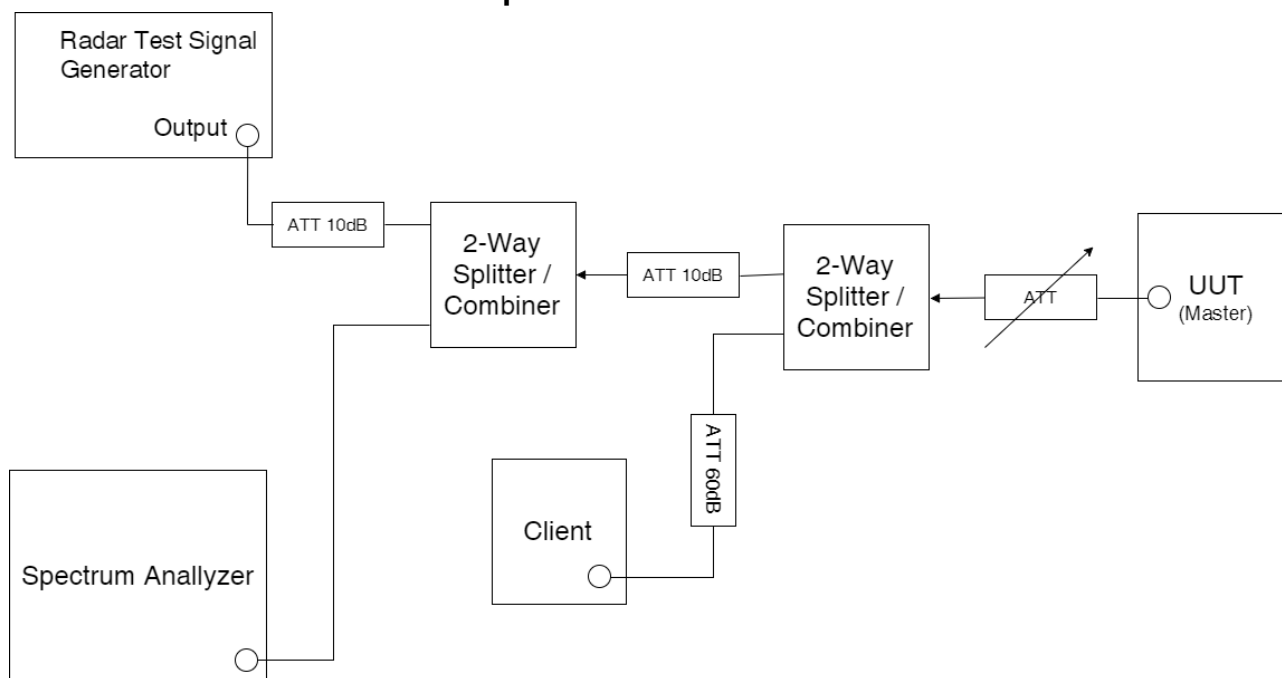 Radar Test Signal
Generator
Output
ATT 10dB
2-Way
Splitter /
Combiner
ATT 10dB
2-Way
Splitter /
Combiner
ATT
UUT
(Master)
ATT 60dB
Client
Spectrum Anallyzer